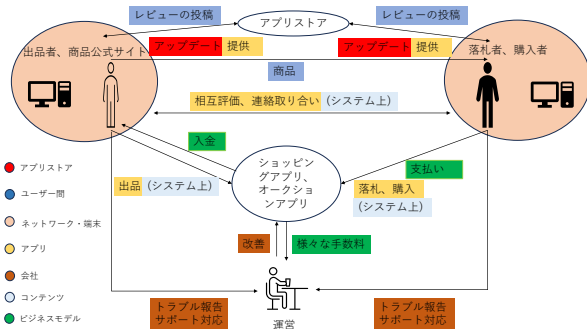 レビューの投稿
アプリストア
レビューの投稿
アップデート 提供
アップデート 提供
出品者、商品公式サイト
落札者、購入者
商品
相互評価、連絡取り合い (システム上)
入金
ショッピン
グアプリ、
オークショ
ンアプリ
支払い
出品 (システム上)
落札、購入
(システム上)
改善
様々な手数料
トラブル報告
サポート対応
運営
トラブル報告
サポート対応
アプリストア
ユーザー間
ネットワーク・端末
アプリ
会社
コンテンツ
ビジネスモデル